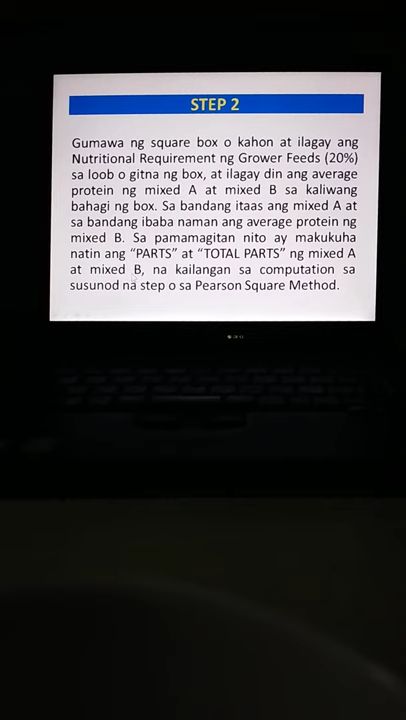 STEP 2
Gumawa ng square box o kahon at ilagay ang
Nutritional Requirement ng Grower Feeds (20%)
sa loob o gitna ng box, at ilagay din ang average
protein ng mixed A at mixed B sa kaliwang
bahagi ng box. Sa bandang itaas ang mixed A at
sa bandang ibaba naman ang average protein ng
mixed B. Sa pamamagitan nito ay makukuha
natin ang “PARTS” at “TOTAL PARTS” ng mixed A
at mixed B, na kailangan sa computation sa
susunod na step o sa Pearson Square Method.